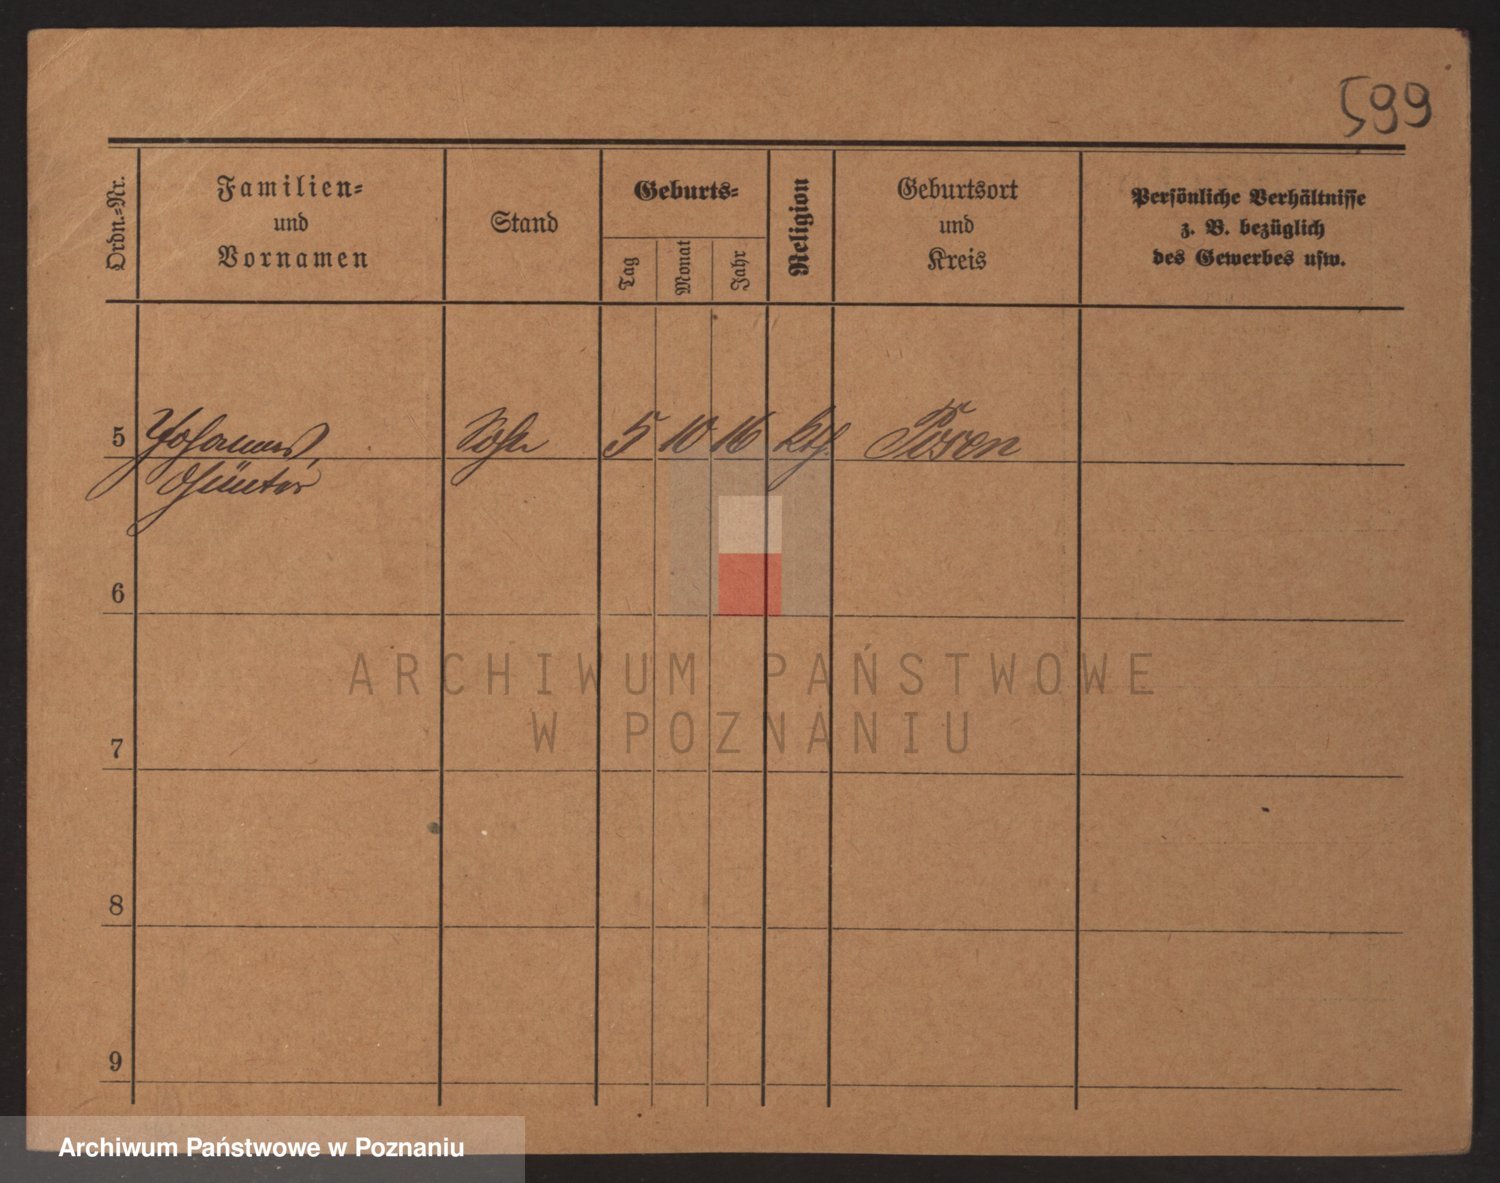 599
Ordn.-Nr.
Familien-
und
Vornamen
Stand
Geburts-
Tag
Monat
Jahr
Religion
Geburtsort
und
Kreis
Persönliche Verhältnisse
z. B. bezüglich
des Gewerbes usw.
5 Johannes Sohn 5 10 16 kth. Posen
Günter
6
7
8
9
ARCHIWUM PAŃSTWOWE
W POZNANIU
Archiwum Państwowe w Poznaniu